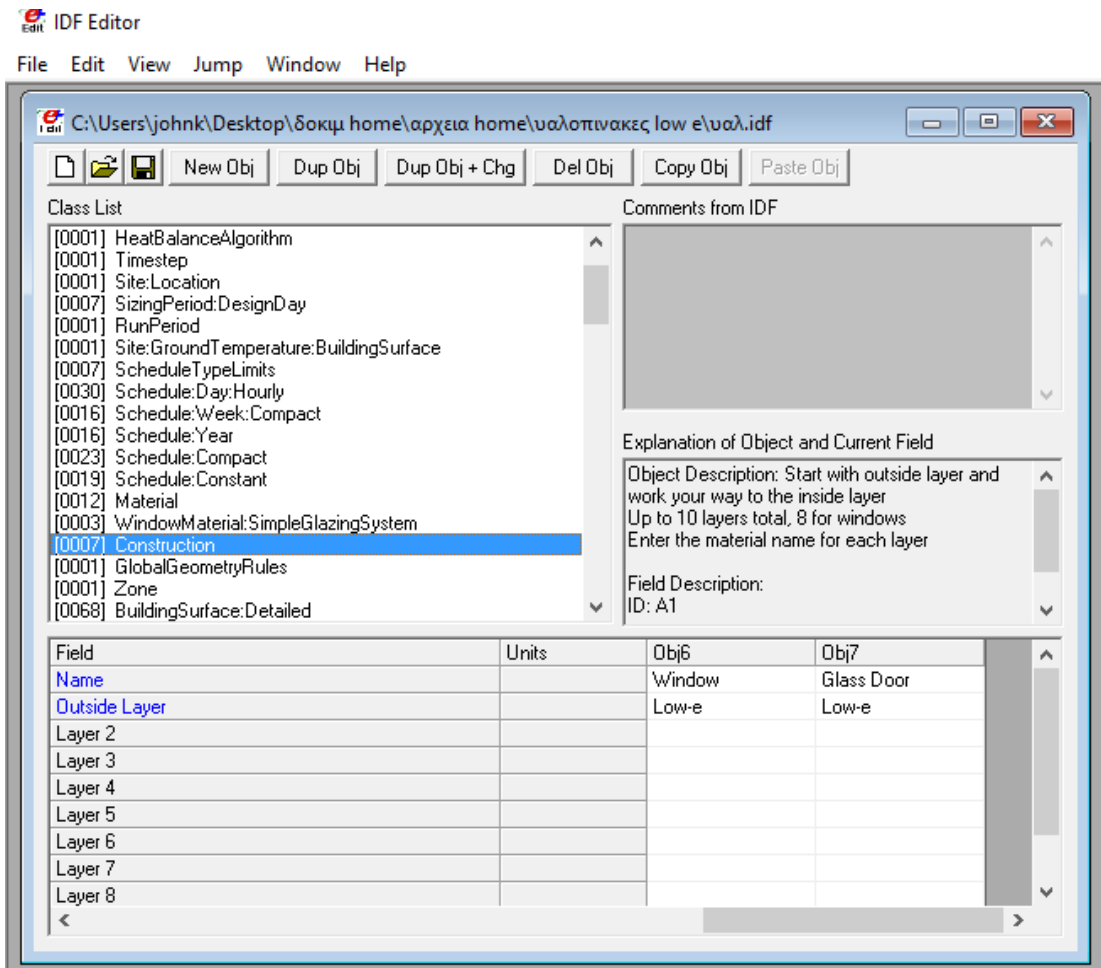 IDF Editor
File Edit View Jump Window Help
C:\Users\johnk\Desktop\δοκιμ home\αρχεια home\υαλοπινακες low e\υαλ.idf
New Obj Dup Obj Dup Obj + Chg Del Obj Copy Obj Paste Obj
Class List
[0001] HeatBalanceAlgorithm
[0001] Timestep
[0001] Site:Location
[0007] SizingPeriod:DesignDay
[0001] RunPeriod
[0001] Site:GroundTemperature:BuildingSurface
[0007] ScheduleTypeLimits
[0030] Schedule:Day:Hourly
[0016] Schedule:Week:Compact
[0016] Schedule:Year
[0023] Schedule:Compact
[0019] Schedule:Constant
[0012] Material
[0003] WindowMaterial:SimpleGlazingSystem
[0007] Construction
[0001] GlobalGeometryRules
[0001] Zone
[0068] BuildingSurface:Detailed
Comments from IDF
Explanation of Object and Current Field
Object Description: Start with outside layer and
work your way to the inside layer
Up to 10 layers total, 8 for windows
Enter the material name for each layer
Field Description:
ID: A1
Field Units Obj6 Obj7
Name Window Glass Door
Outside Layer Low-e Low-e
Layer 2
Layer 3
Layer 4
Layer 5
Layer 6
Layer 7
Layer 8